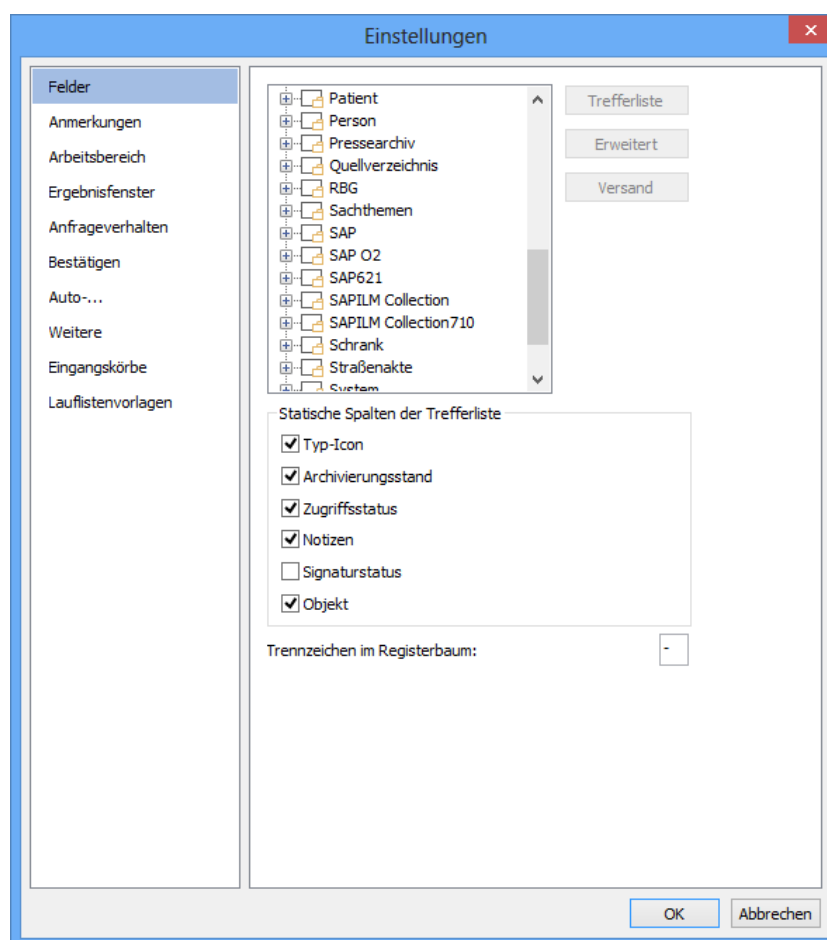 Einstellungen
Felder
Anmerkungen
Arbeitsbereich
Ergebnisfenster
Anfrageverhalten
Bestätigen
Auto-...
Weitere
Eingangskörbe
Lauflistenvorlagen
Patient
Person
Pressearchiv
Quellverzeichnis
RBG
Sachthemen
SAP
SAP O2
SAP621
SAPILM Collection
SAPILM Collection710
Schrank
Straßenakte
System
Trefferliste
Erweitert
Versand
Statische Spalten der Trefferliste
Typ-Icon
Archivierungsstand
Zugriffsstatus
Notizen
Signaturstatus
Objekt
Trennzeichen im Registerbaum: -
OK Abbrechen